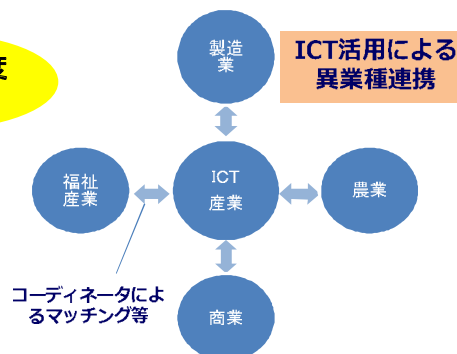 製造
業
ICT活用による
異業種連携
度
福祉
産業
ICT
産業
農業
コーディネータによ
るマッチング等
商業